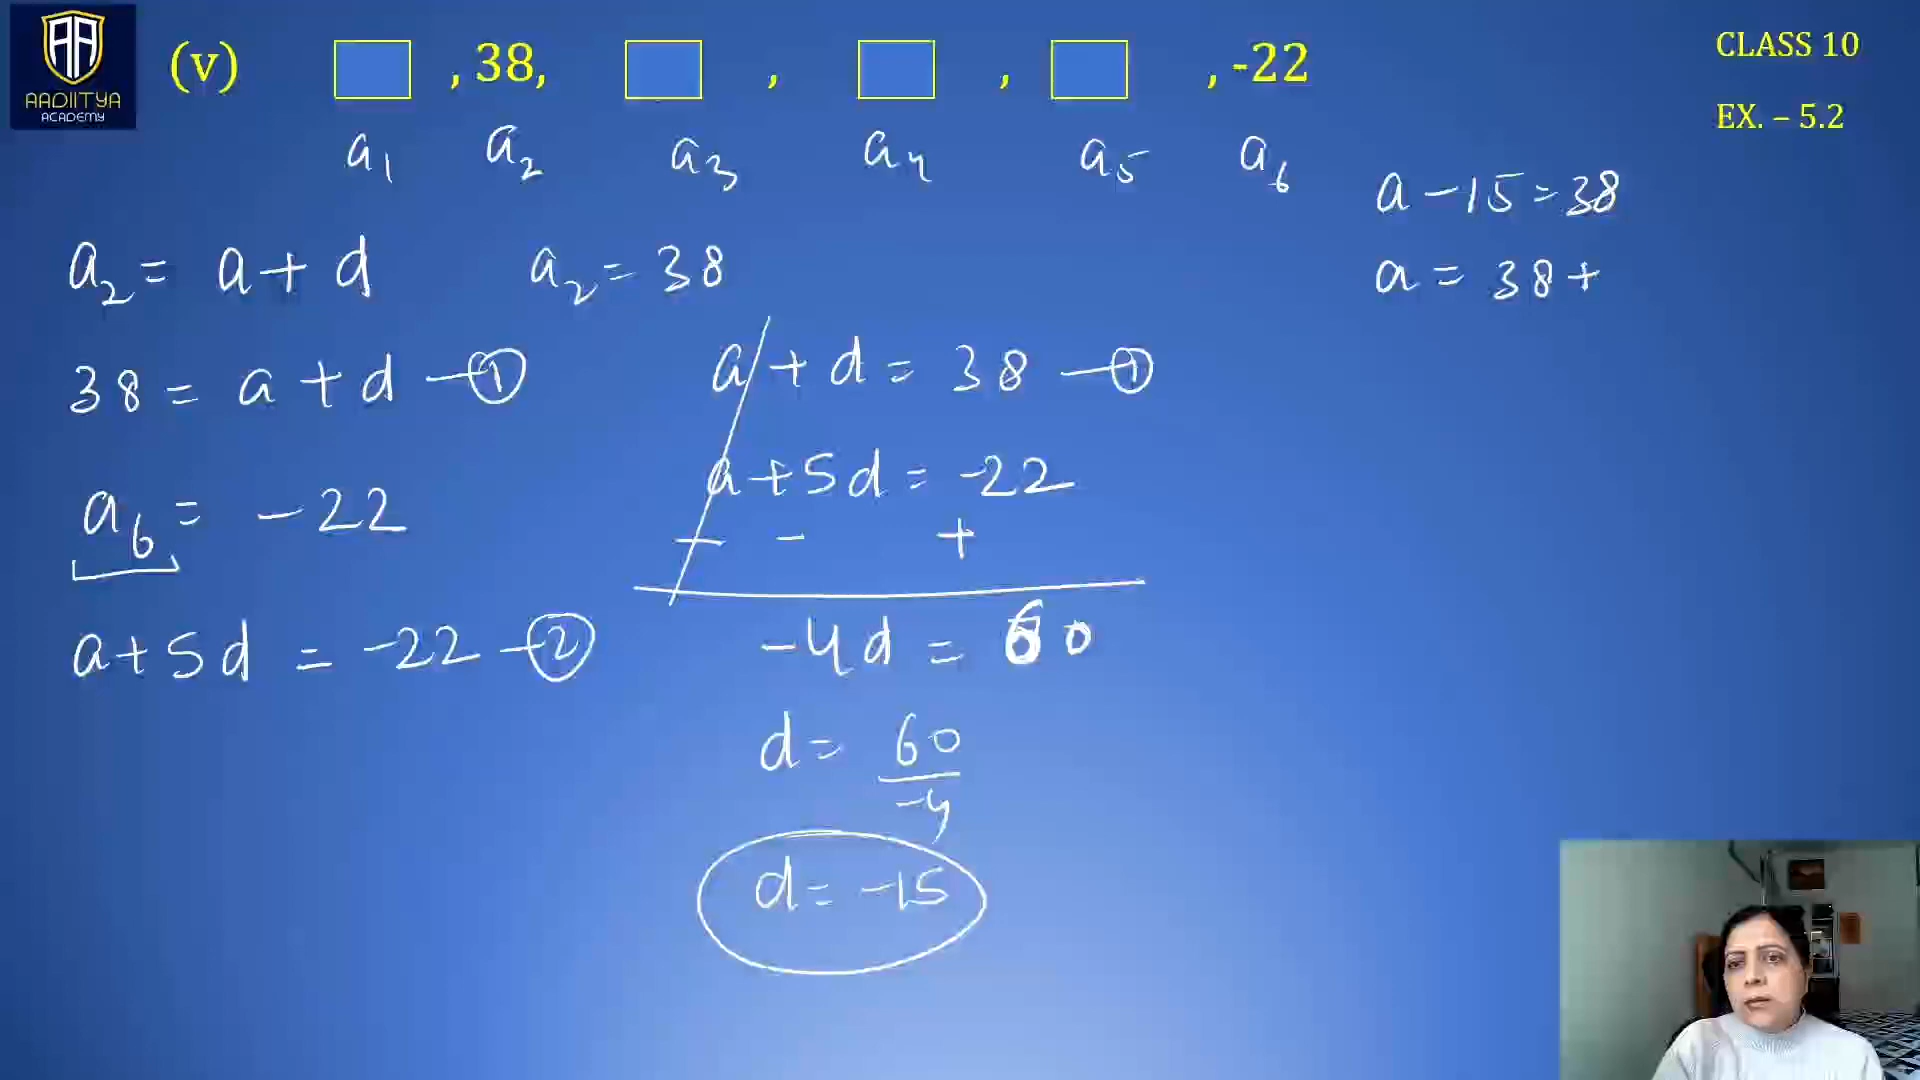 AADIITYA
ACADEMY
(v) , 38, , , , -22
CLASS 10
EX. – 5.2
a₁ a₂ a₃ a₄ a₅ a₆
a₂ = a + d
38 = a + d — ①
a₆ = -22
a + 5d = -22 — ②
a₂ = 38
a + d = 38 — ①
a + 5d = -22
- - +
-4d = 60
d = 60/-4
d = -15
a - 15 = 38
a = 38 +